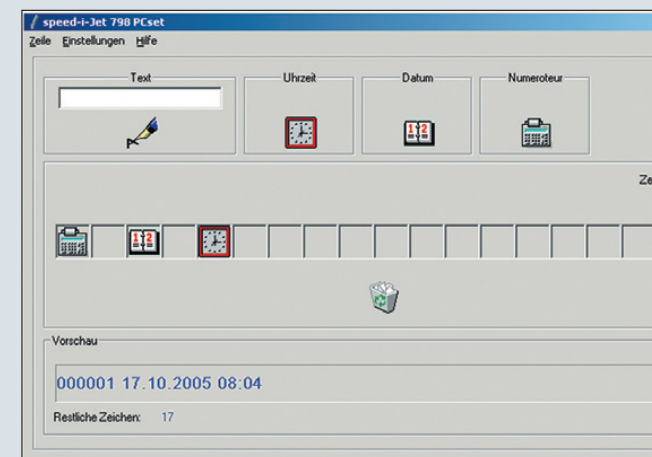 speed-i-Jet 798 PCset
Zeile Einstellungen Hilfe
Text Uhrzeit Datum Numeroteur
Ze
Vorschau
000001 17.10.2005 08:04
Restliche Zeichen: 17